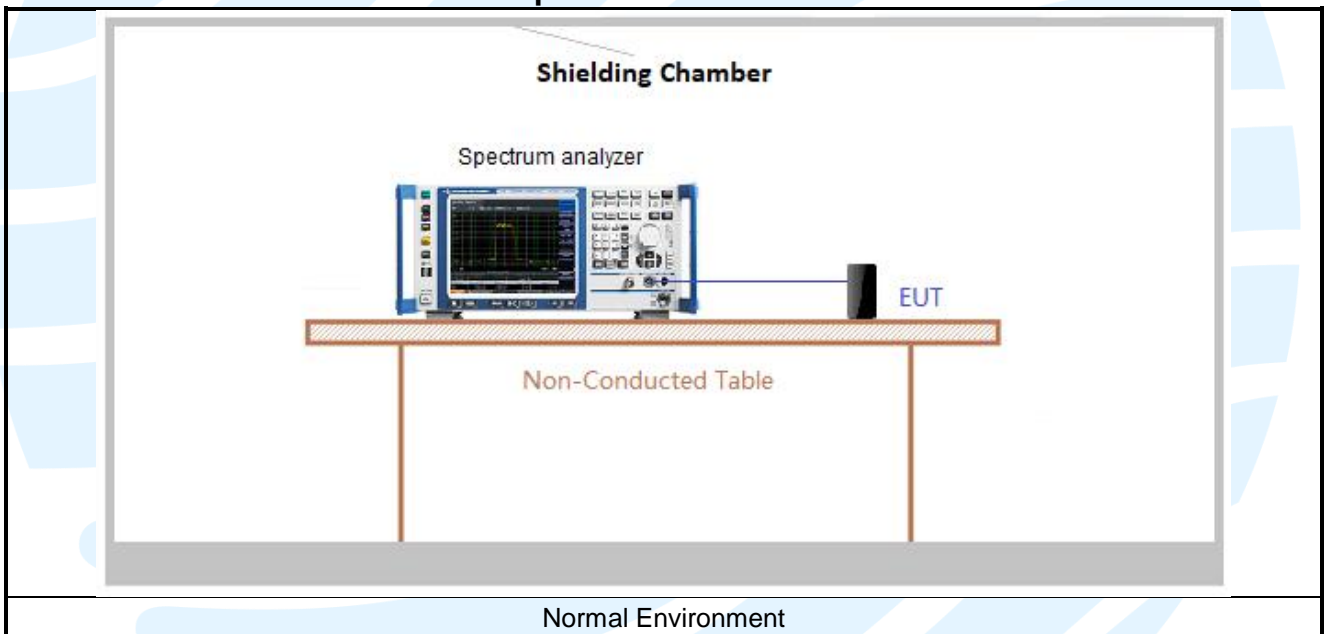 Shielding Chamber
Spectrum analyzer
EUT
Non-Conducted Table
Normal Environment